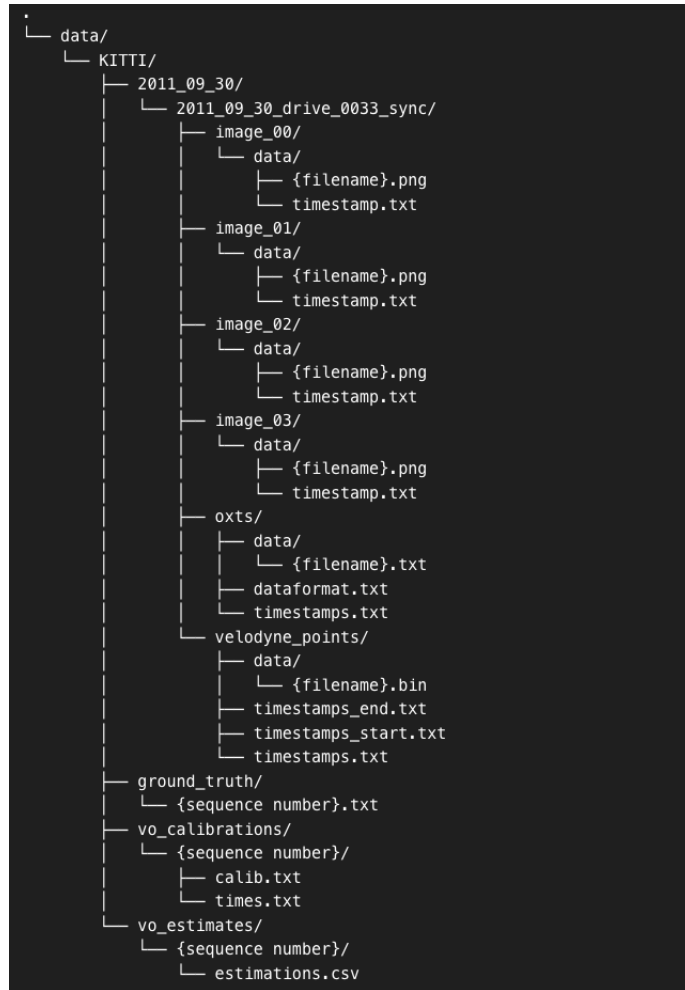 .
└── data/
    └── KITTI/
        ├── 2011_09_30/
        │   └── 2011_09_30_drive_0033_sync/
        │       ├── image_00/
        │       │   └── data/
        │       │       ├── {filename}.png
        │       │       └── timestamp.txt
        │       ├── image_01/
        │       │   └── data/
        │       │       ├── {filename}.png
        │       │       └── timestamp.txt
        │       ├── image_02/
        │       │   └── data/
        │       │       ├── {filename}.png
        │       │       └── timestamp.txt
        │       ├── image_03/
        │       │   └── data/
        │       │       ├── {filename}.png
        │       │       └── timestamp.txt
        │       ├── oxts/
        │       │   ├── data/
        │       │   │   └── {filename}.txt
        │       │   ├── dataformat.txt
        │       │   └── timestamps.txt
        │       └── velodyne_points/
        │           ├── data/
        │           │   └── {filename}.bin
        │           ├── timestamps_end.txt
        │           ├── timestamps_start.txt
        │           └── timestamps.txt
        ├── ground_truth/
        │   └── {sequence number}.txt
        ├── vo_calibrations/
        │   └── {sequence number}/
        │       ├── calib.txt
        │       └── times.txt
        └── vo_estimates/
            └── {sequence number}/
                └── estimations.csv